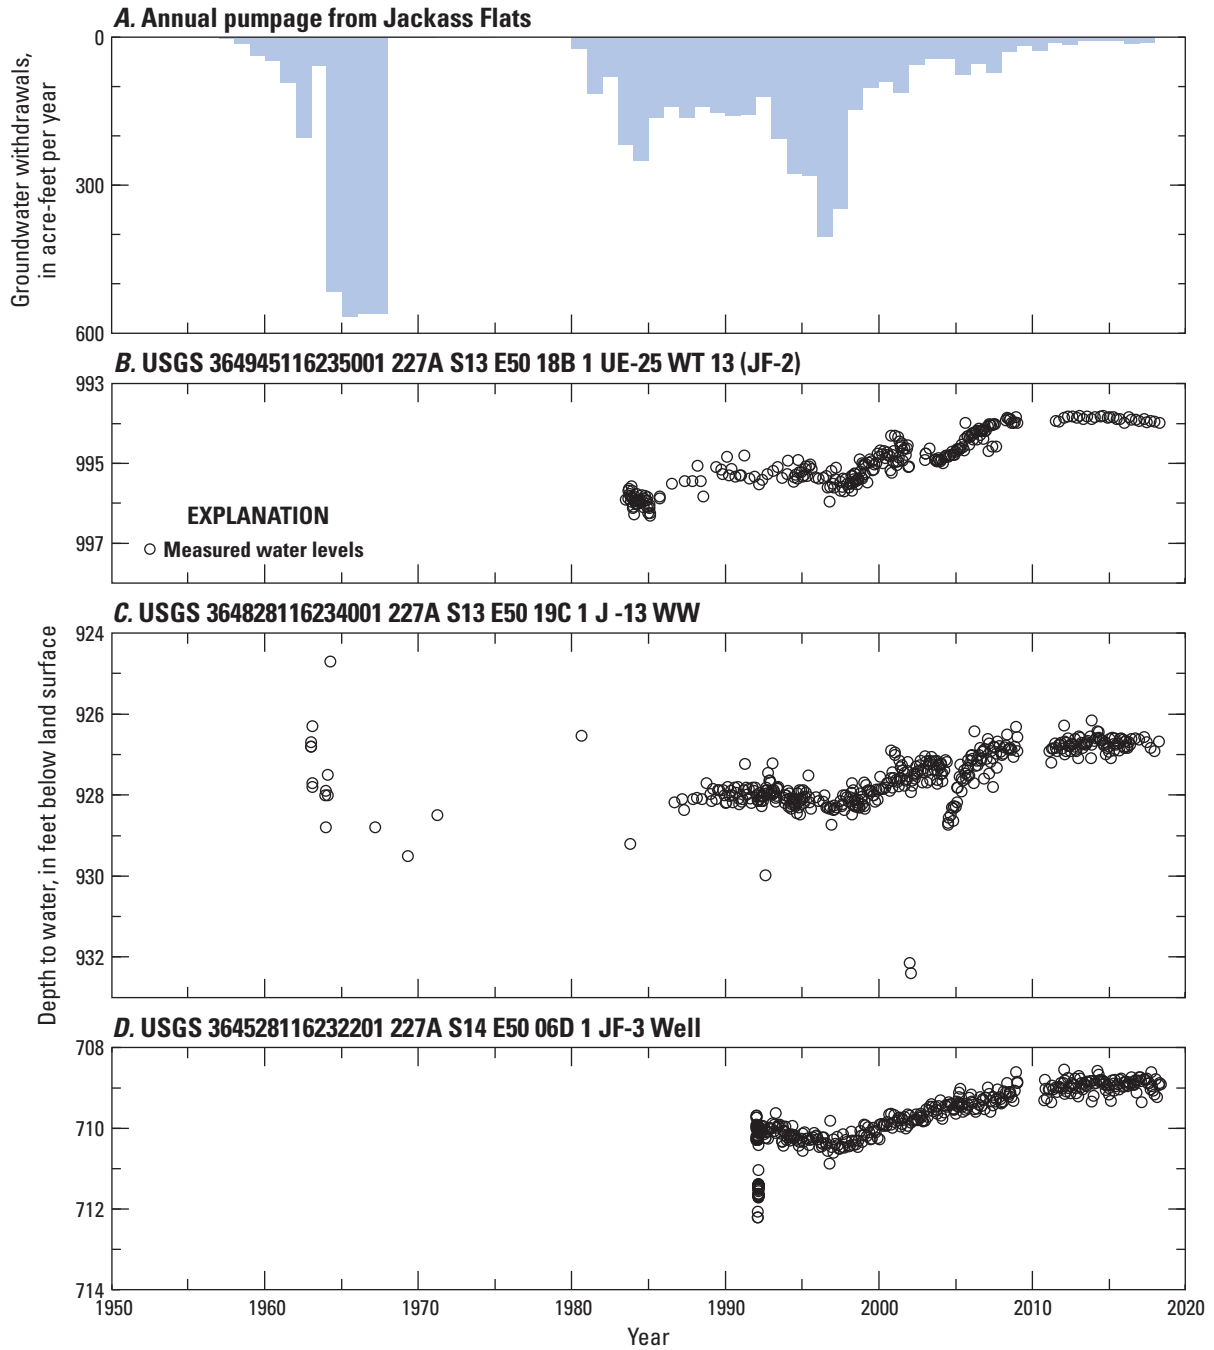 A. Annual pumpage from Jackass Flats
0
300
600
Groundwater withdrawals,
in acre-feet per year
B. USGS 364945116235001 227A S13 E50 18B 1 UE-25 WT 13 (JF-2)
993
995
997
EXPLANATION
Measured water levels
C. USGS 364828116234001 227A S13 E50 19C 1 J -13 WW
924
926
928
930
932
Depth to water, in feet below land surface
D. USGS 364528116232201 227A S14 E50 06D 1 JF-3 Well
708
710
712
714
1950 1960 1970 1980 1990 2000 2010 2020
Year